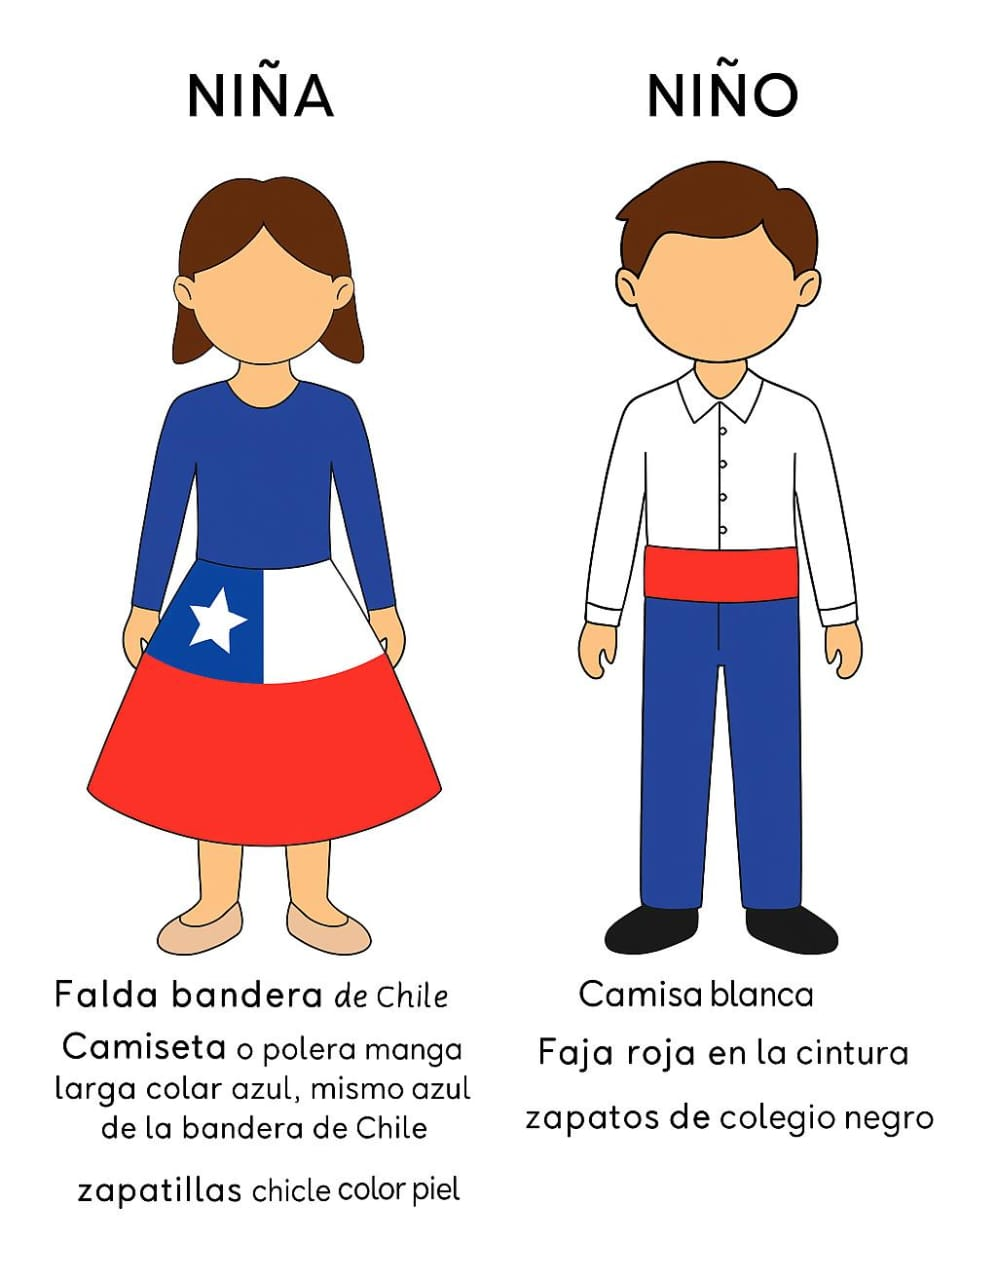 NIÑA
NIÑO
Falda bandera de Chile
Camiseta o polera manga
larga colar azul, mismo azul
de la bandera de Chile
zapatillas chicle color piel
Camisa blanca
Faja roja en la cintura
zapatos de colegio negro